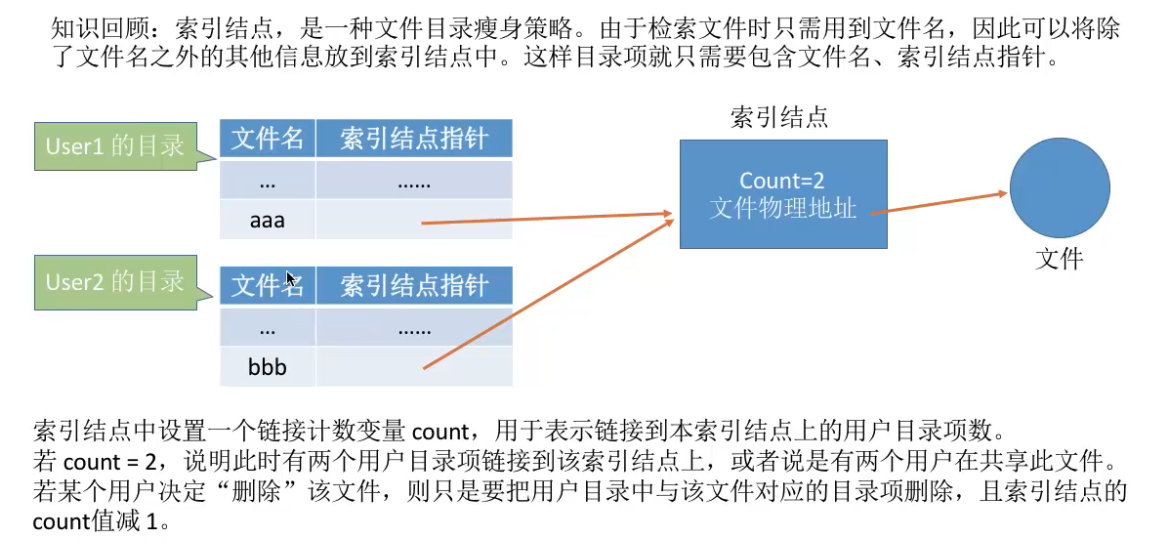 知识回顾：索引结点，是一种文件目录瘦身策略。由于检索文件时只需用到文件名，因此可以将除
了文件名之外的其他信息放到索引结点中。这样目录项就只需要包含文件名、索引结点指针。
索引结点
User1 的目录
文件名 索引结点指针
... ......
aaa
Count=2
文件物理地址
文件
User2 的目录
文件名 索引结点指针
... ......
bbb
索引结点中设置一个链接计数变量 count，用于表示链接到本索引结点上的用户目录项数。
若 count = 2，说明此时有两个用户目录项链接到该索引结点上，或者说是有两个用户在共享此文件。
若某个用户决定“删除”该文件，则只是要把用户目录中与该文件对应的目录项删除，且索引结点的
count值减 1。